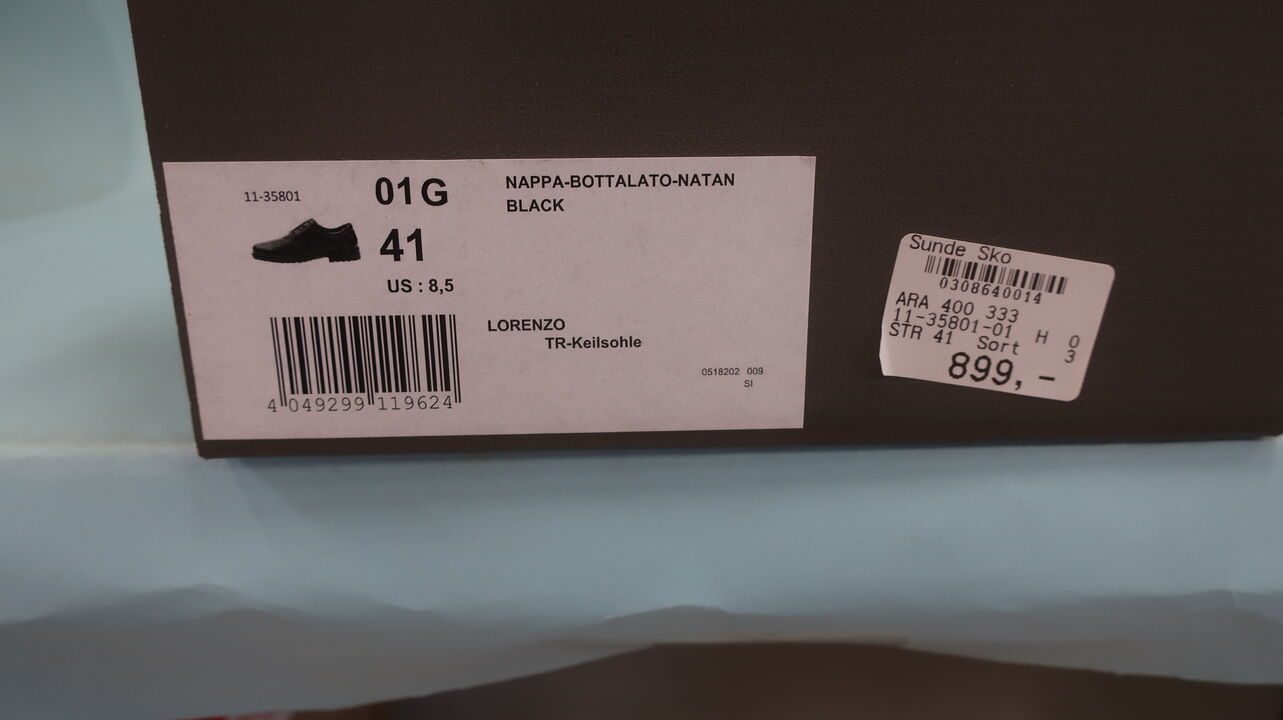 11-35801
01 G
NAPPA-BOTTALATO-NATAN
BLACK
41
US : 8,5
LORENZO
TR-Keilsohle
0518202 009
SI
4 049299 119624
Sunde Sko
0308640014
ARA 400 333
11-35801-01 H 0
STR 41 Sort 3
899,-